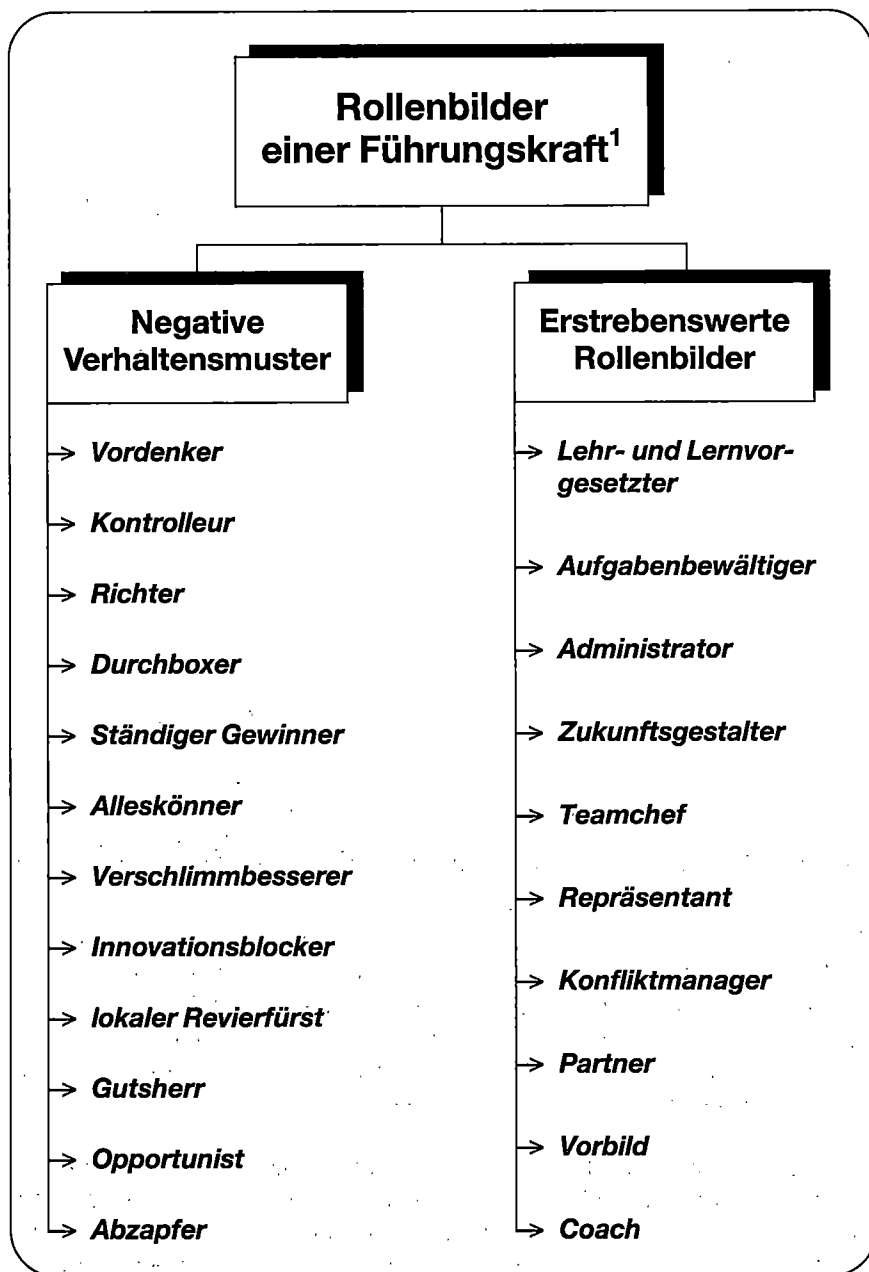 Rollenbilder
einer Führungskraft¹
Negative
Verhaltensmuster
Vordenker
Kontrolleur
Richter
Durchboxer
Ständiger Gewinner
Alleskönner
Verschlimmbesserer
Innovationsblocker
lokaler Revierfürst
Gutsherr
Opportunist
Abzapfer
Erstrebenswerte
Rollenbilder
Lehr- und Lernvor-
gesetzter
Aufgabenbewältiger
Administrator
Zukunftsgestalter
Teamchef
Repräsentant
Konfliktmanager
Partner
Vorbild
Coach